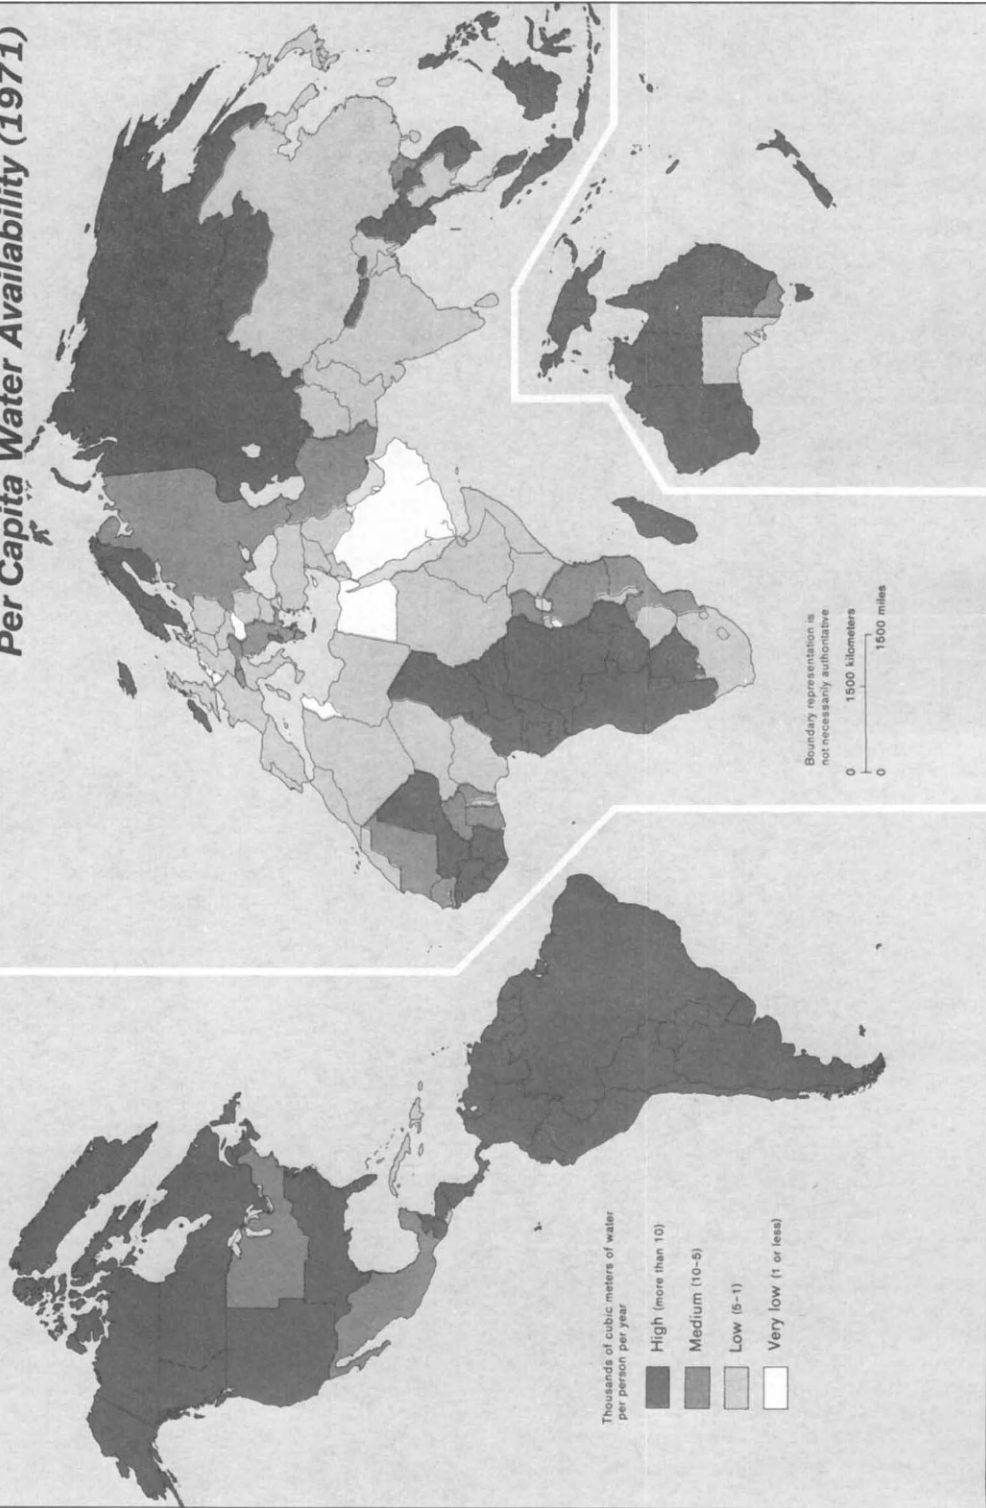 Per Capita Water Availability (1971)
Boundary representation is
not necessarily authoritative
0 1500 kilometers
0 1500 miles
Thousands of cubic meters of water
per person per year
High (more than 10)
Medium (10-5)
Low (5-1)
Very low (1 or less)